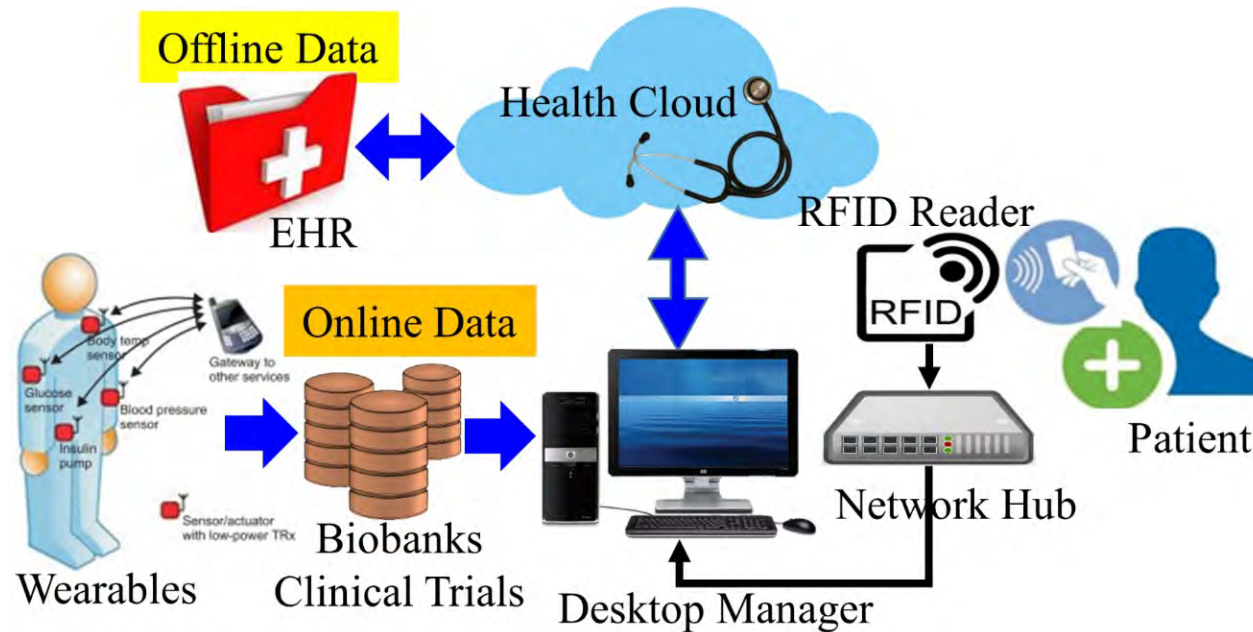 Offline Data
Health Cloud
EHR
RFID Reader
RFID
Online Data
Body temp
sensor
Gateway to
other services
Glucose
sensor
Blood pressure
sensor
Insulin
pump
Sensor/actuator
with low-power TRx
Wearables
Biobanks
Clinical Trials
Desktop Manager
Network Hub
Patient